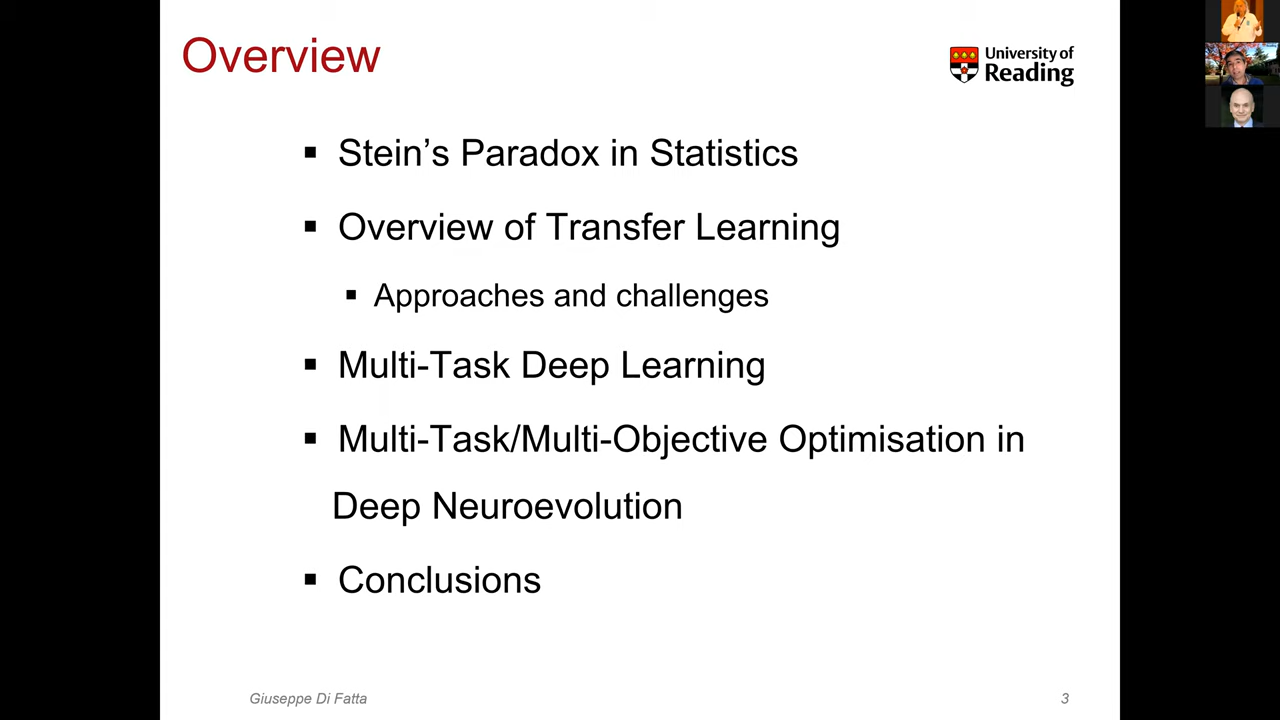 Overview
University of
Reading
▪ Stein’s Paradox in Statistics
▪ Overview of Transfer Learning
▪ Approaches and challenges
▪ Multi-Task Deep Learning
▪ Multi-Task/Multi-Objective Optimisation in
Deep Neuroevolution
▪ Conclusions
Giuseppe Di Fatta
3